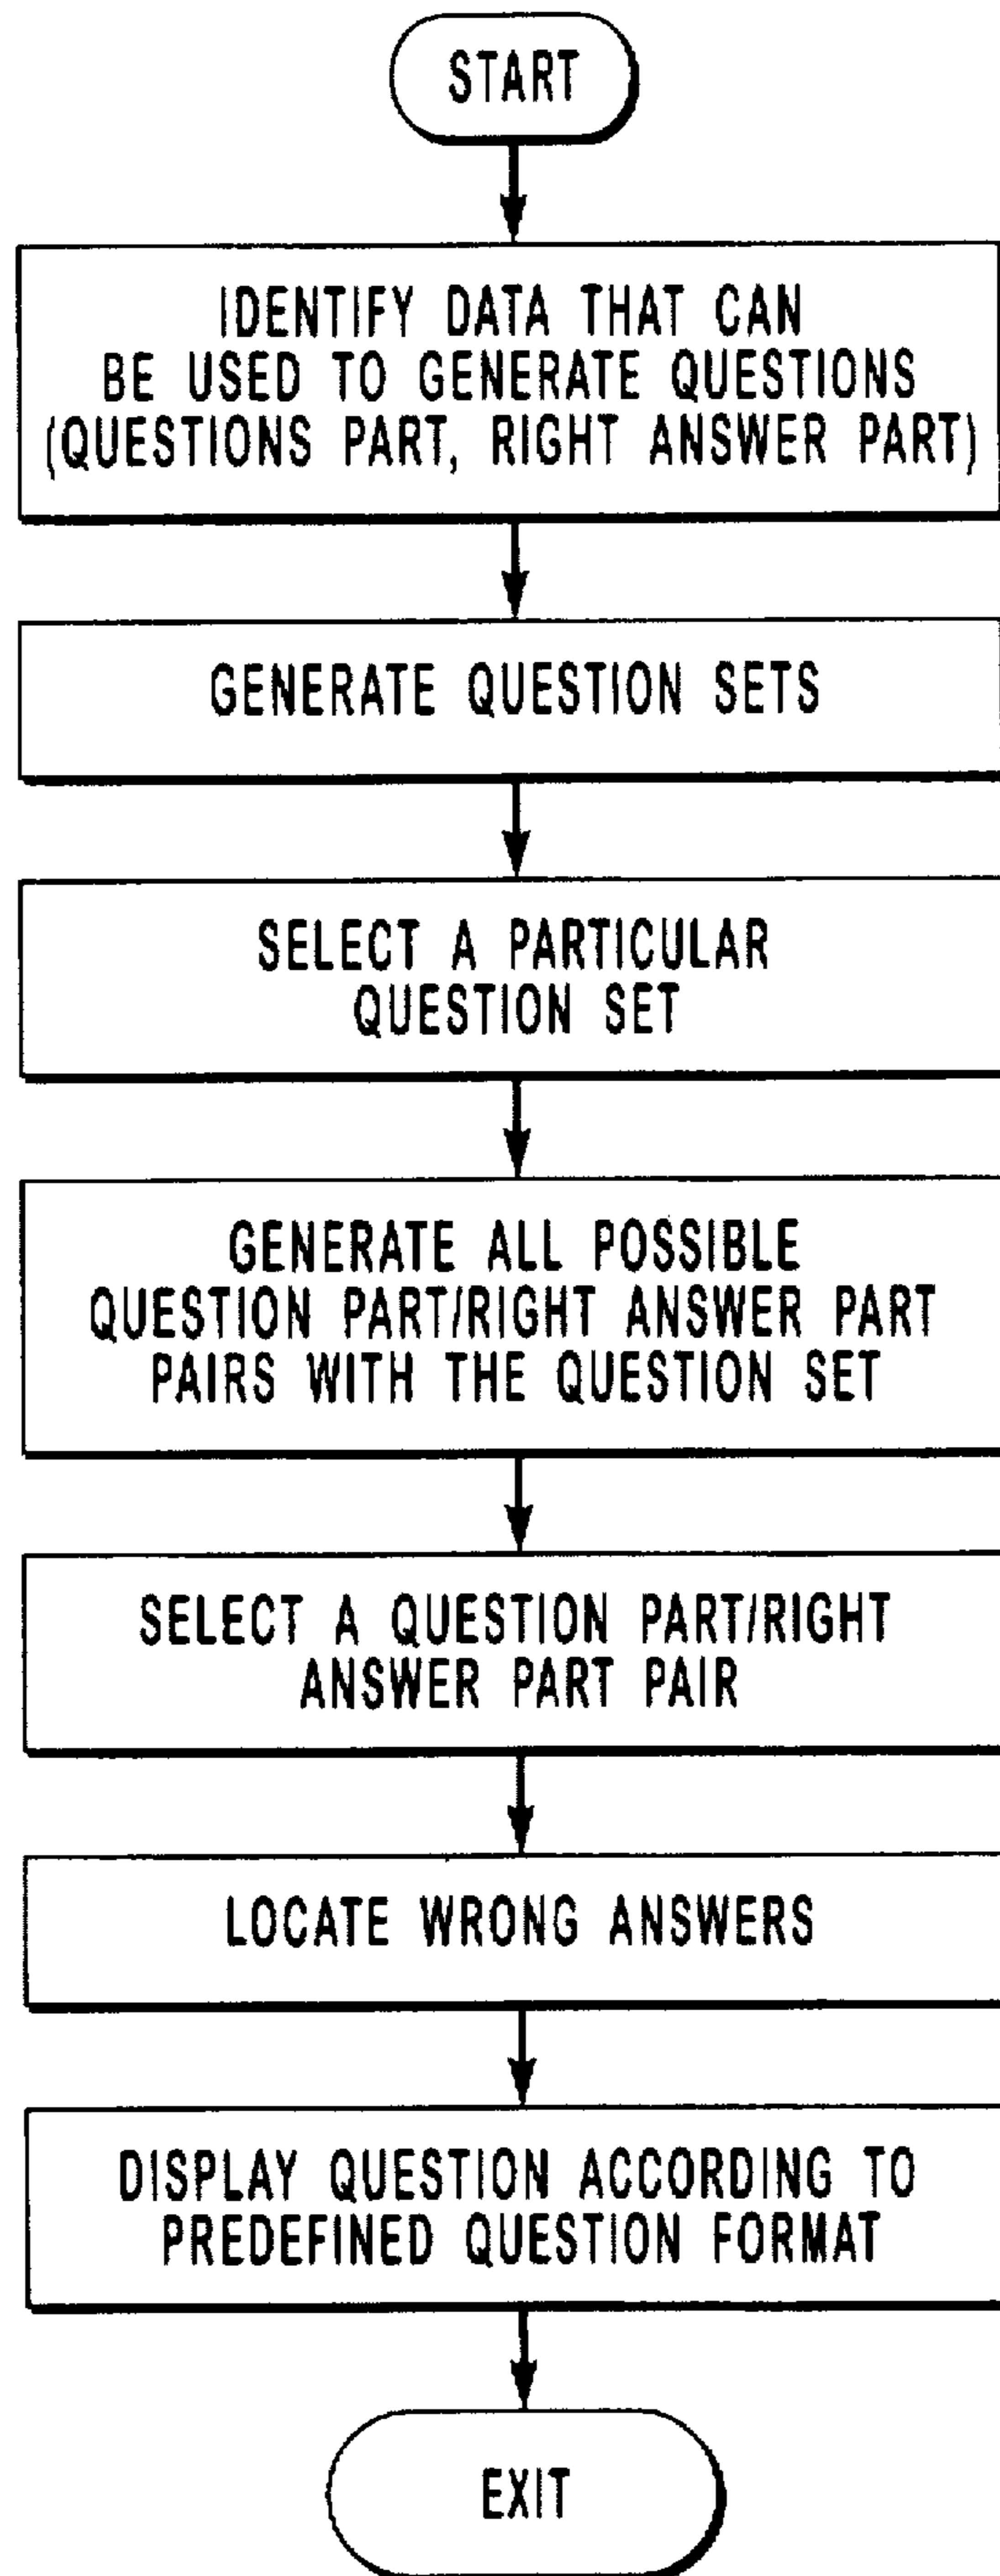 START
IDENTIFY DATA THAT CAN
BE USED TO GENERATE QUESTIONS
(QUESTIONS PART, RIGHT ANSWER PART)
GENERATE QUESTION SETS
SELECT A PARTICULAR
QUESTION SET
GENERATE ALL POSSIBLE
QUESTION PART/RIGHT ANSWER PART
PAIRS WITH THE QUESTION SET
SELECT A QUESTION PART/RIGHT
ANSWER PART PAIR
LOCATE WRONG ANSWERS
DISPLAY QUESTION ACCORDING TO
PREDEFINED QUESTION FORMAT
EXIT